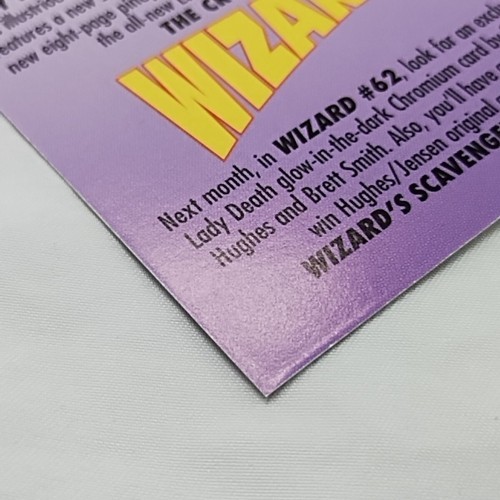 illustrious
features a new
new eight-page
the all-new
THE
WIZAR
Next month, in WIZARD #62, look for an
Lady Death glow-in-the-dark Chromium card
Hughes and Brett Smith. Also, you'll have
win Hughes/Jensen original
WIZARD'S SCAVENG